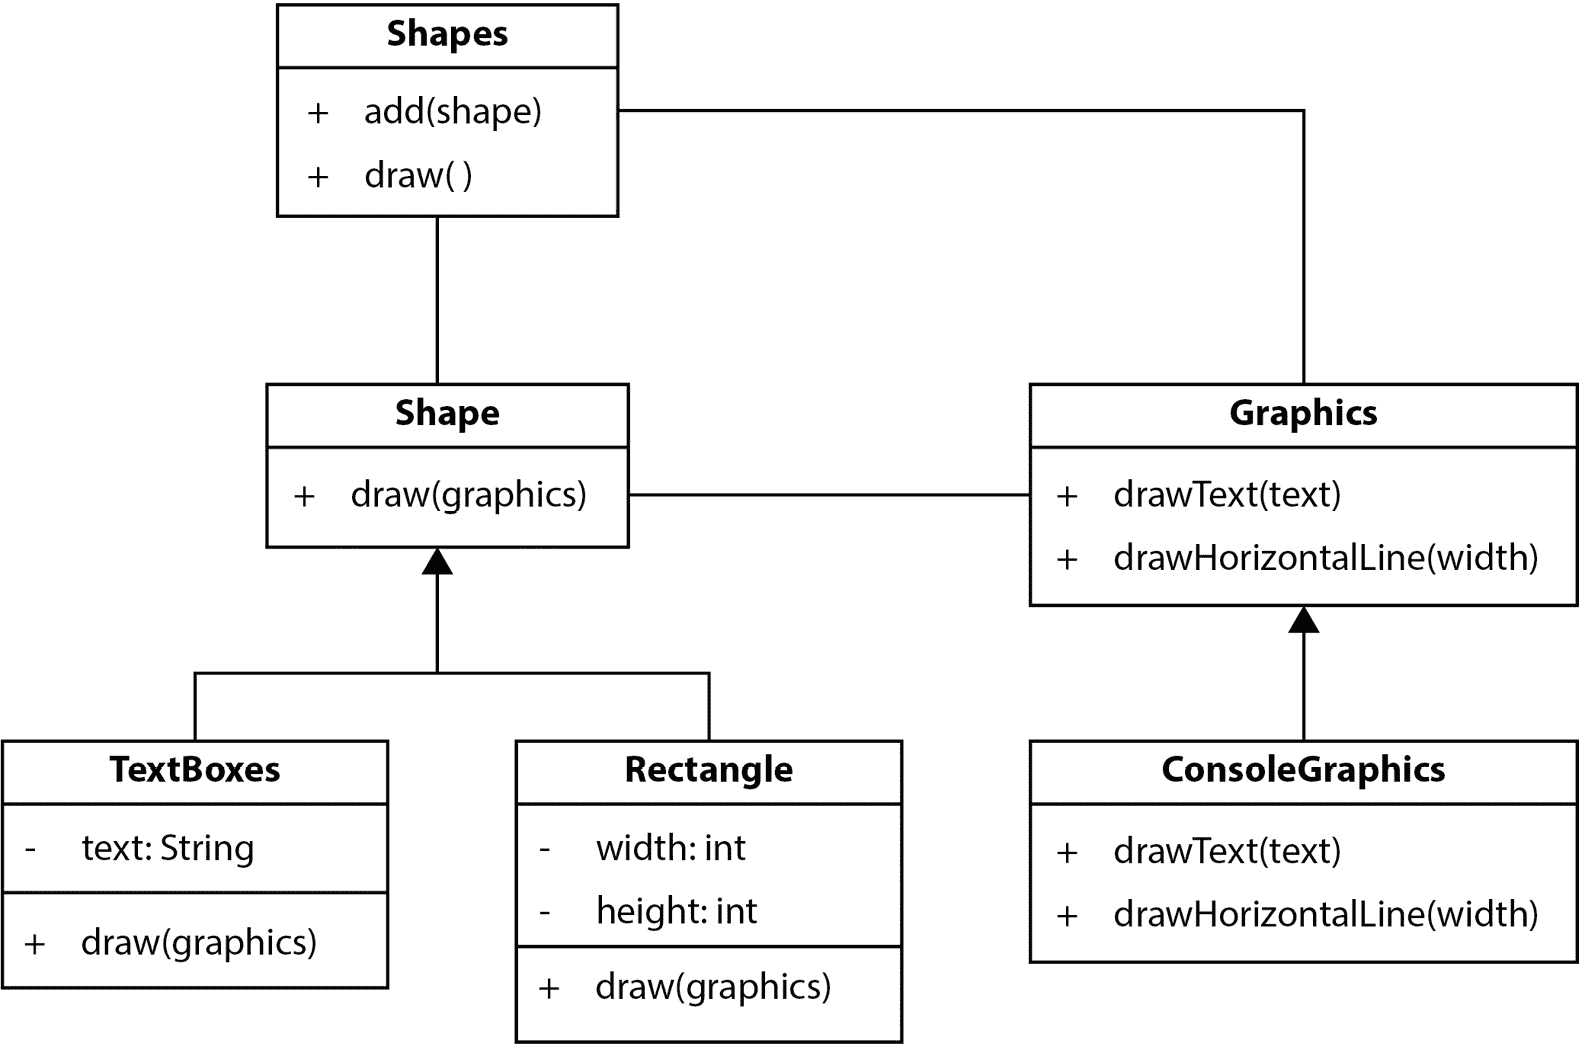 Shapes
+ add(shape)
+ draw( )
Shape
+ draw(graphics)
Graphics
+ drawText(text)
+ drawHorizontalLine(width)
TextBoxes
- text: String
+ draw(graphics)
Rectangle
- width: int
- height: int
+ draw(graphics)
ConsoleGraphics
+ drawText(text)
+ drawHorizontalLine(width)